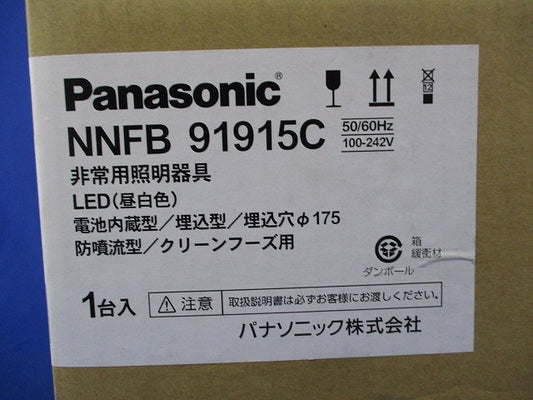 Panasonic®
NNFB 91915C
50/60Hz
100-242V
非常用照明器具
LED(昼白色)
電池内蔵型/埋込型/埋込穴φ175
防噴流型/クリーンフーズ用
箱
緩衝材
ダンボール
1台入
注意
取扱説明書は必ずお客様にお渡しください。
パナソニック株式会社